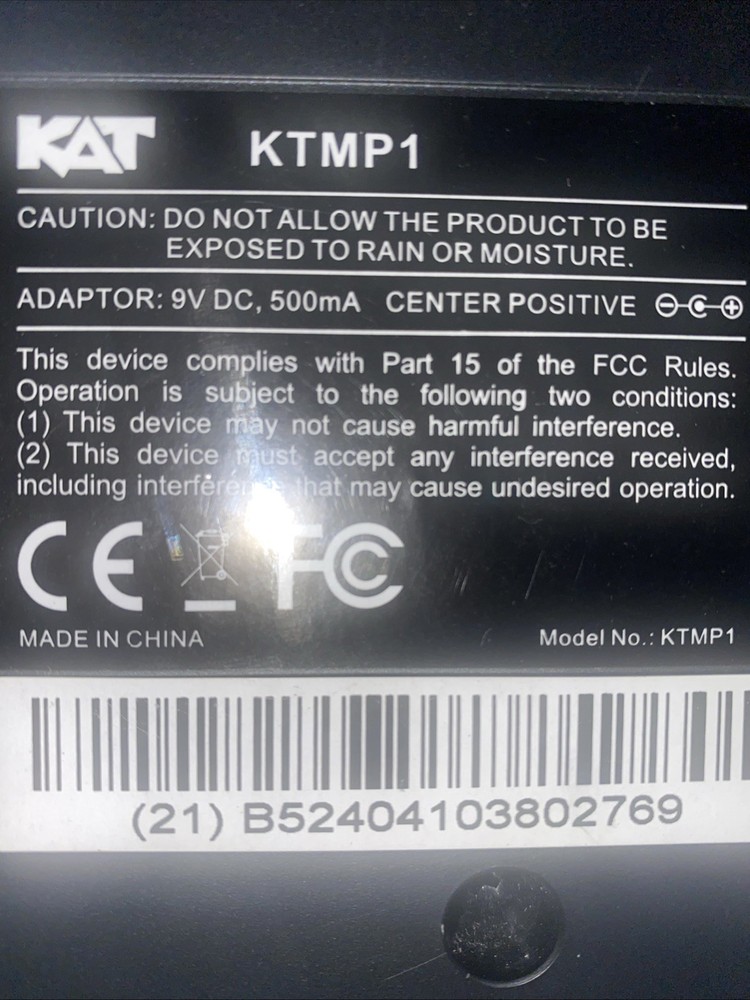 KAT KTMP1
CAUTION: DO NOT ALLOW THE PRODUCT TO BE
EXPOSED TO RAIN OR MOISTURE.
ADAPTOR: 9V DC, 500mA CENTER POSITIVE
This device complies with Part 15 of the FCC Rules.
Operation is subject to the following two conditions:
(1) This device may not cause harmful interference.
(2) This device must accept any interference received,
including interference that may cause undesired operation.
CE FC
MADE IN CHINA Model No.: KTMP1
(21) B52404103802769